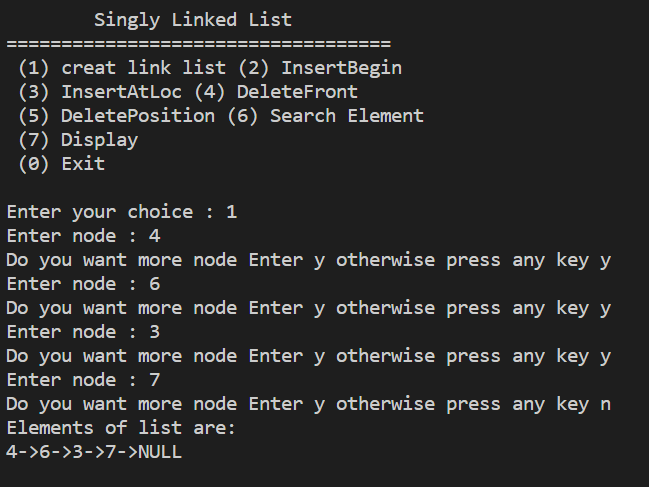 Singly Linked List
===================================
(1) creat link list (2) InsertBegin
(3) InsertAtLoc (4) DeleteFront
(5) DeletePosition (6) Search Element
(7) Display
(0) Exit
Enter your choice : 1
Enter node : 4
Do you want more node Enter y otherwise press any key y
Enter node : 6
Do you want more node Enter y otherwise press any key y
Enter node : 3
Do you want more node Enter y otherwise press any key y
Enter node : 7
Do you want more node Enter y otherwise press any key n
Elements of list are:
4->6->3->7->NULL